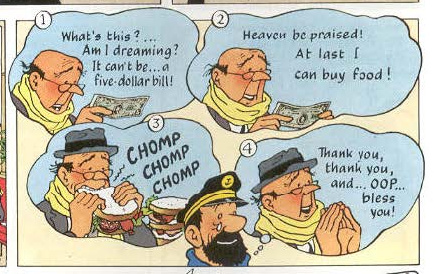 1
What's this?...
Am I dreaming?
It can't be...a
five-dollar bill!
2
Heaven be praised!
At last I
can buy food!
3
CHOMP
CHOMP
CHOMP
4
Thank you,
thank you,
and... OOP...
bless
you!